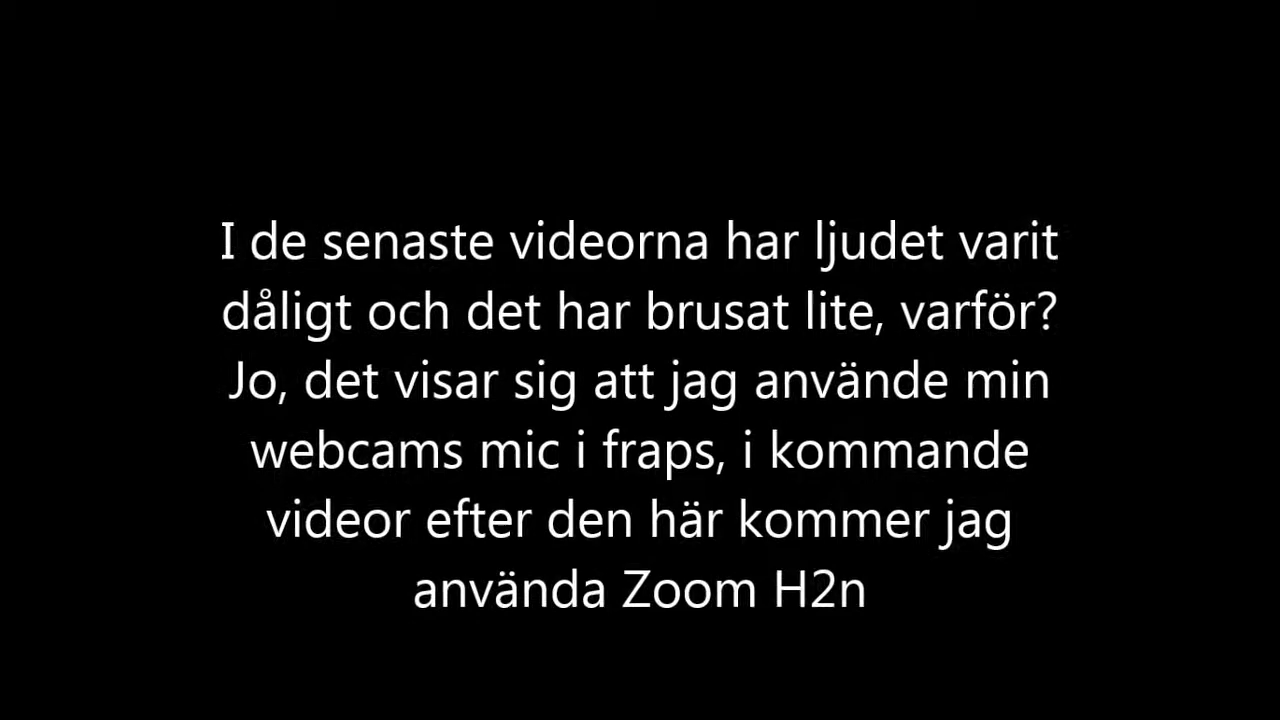 I de senaste videorna har ljudet varit
dåligt och det har brusat lite, varför?
Jo, det visar sig att jag använde min
webcams mic i fraps, i kommande
videor efter den här kommer jag
använda Zoom H2n